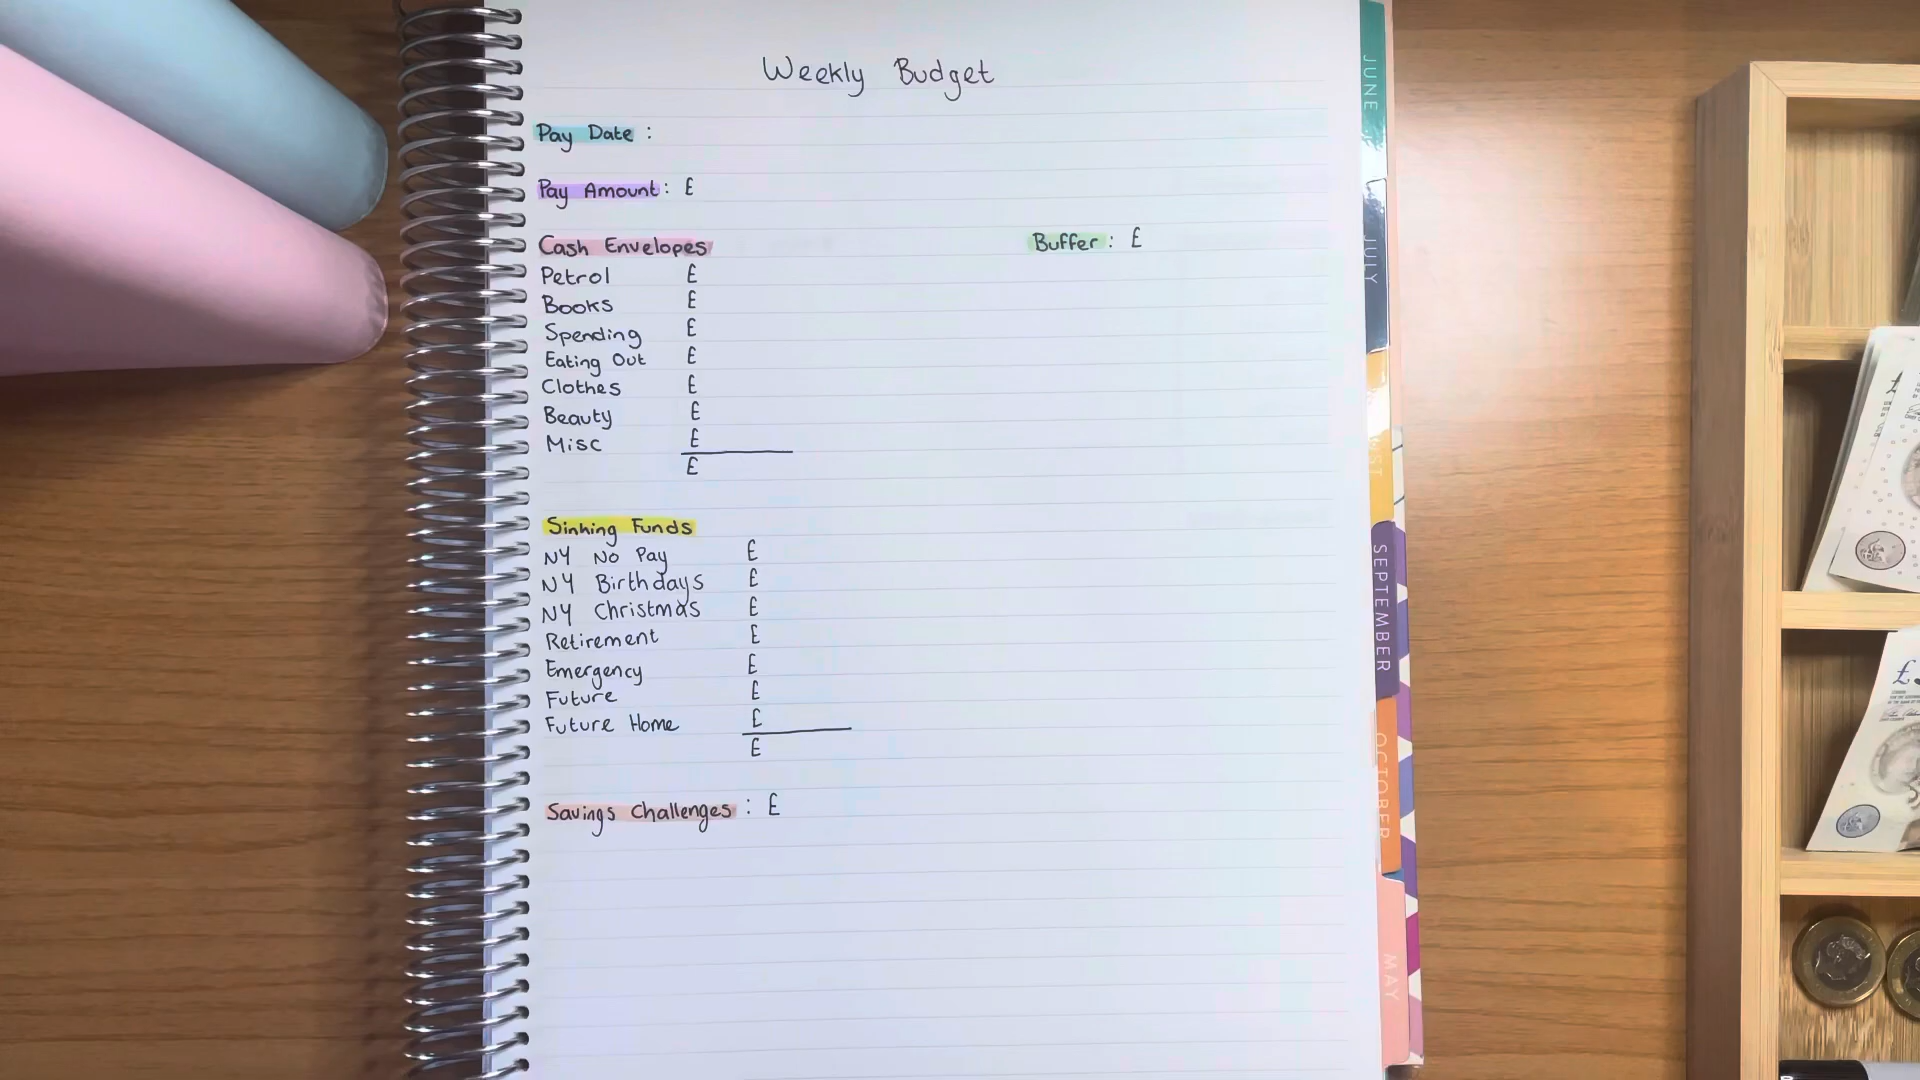 Weekly Budget
Pay Date :
Pay Amount : £
Cash Envelopes
Buffer : £
Petrol £
Books £
Spending £
Eating Out £
Clothes £
Beauty £
Misc £
£
Sinking Funds
NY No Pay £
NY Birthdays £
NY Christmas £
Retirement £
Emergency £
Future £
Future Home £
£
Savings Challenges : £
JUNE
JULY
SEPTEMBER
OCTOBER
MAY